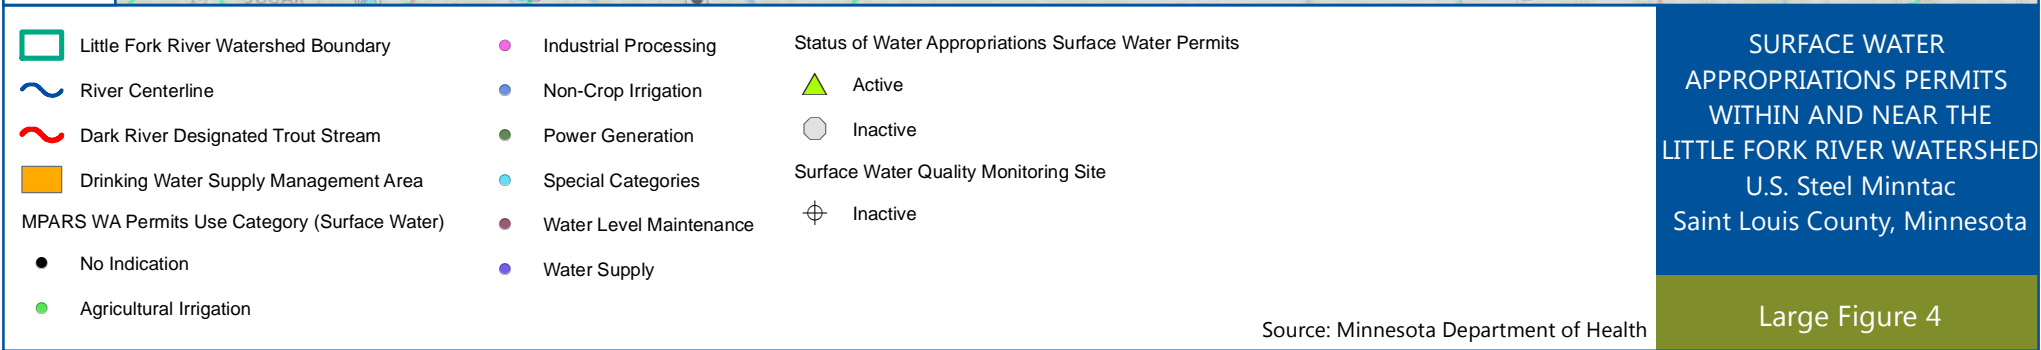 Little Fork River Watershed Boundary
River Centerline
Dark River Designated Trout Stream
Drinking Water Supply Management Area
MPARS WA Permits Use Category (Surface Water)
No Indication
Agricultural Irrigation
Industrial Processing
Non-Crop Irrigation
Power Generation
Special Categories
Water Level Maintenance
Water Supply
Status of Water Appropriations Surface Water Permits
Active
Inactive
Surface Water Quality Monitoring Site
Inactive
Source: Minnesota Department of Health
SURFACE WATER
APPROPRIATIONS PERMITS
WITHIN AND NEAR THE
LITTLE FORK RIVER WATERSHED
U.S. Steel Minntac
Saint Louis County, Minnesota
Large Figure 4